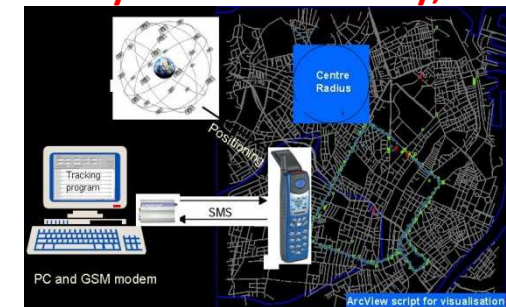 Centre
Radius
Positioning
Tracking
program
SMS
PC and GSM modem
ArcView script for visualisation